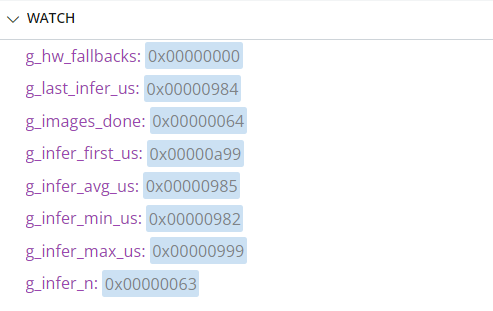 WATCH
g_hw_fallbacks: 0x00000000
g_last_infer_us: 0x00000984
g_images_done: 0x00000064
g_infer_first_us: 0x00000a99
g_infer_avg_us: 0x00000985
g_infer_min_us: 0x00000982
g_infer_max_us: 0x00000999
g_infer_n: 0x00000063